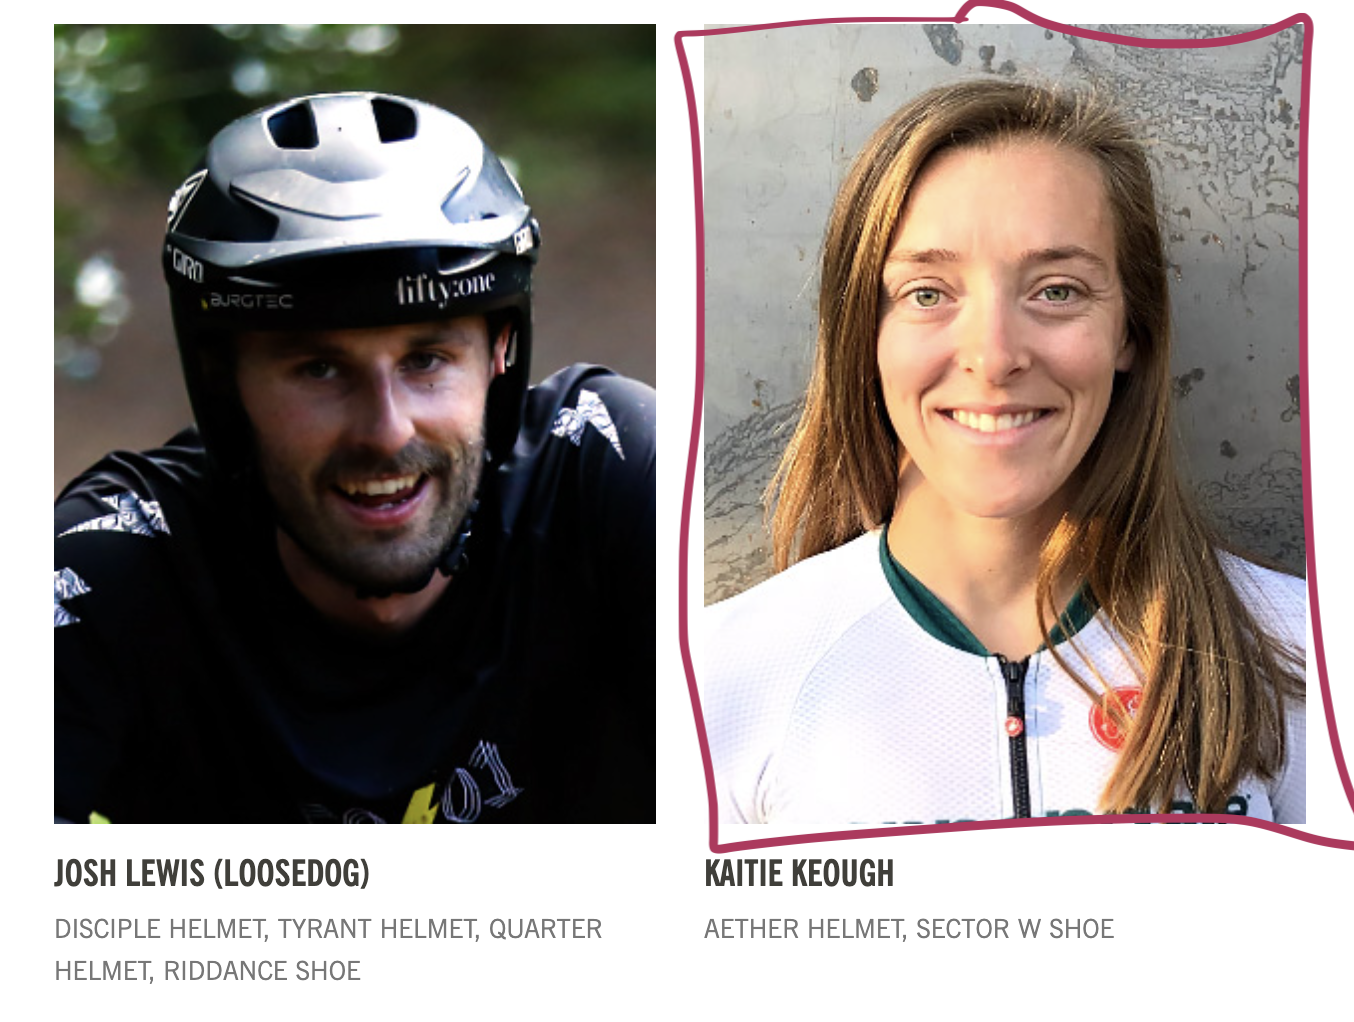 GIRO
BURGTEC
fifty:one
JOSH LEWIS (LOOSEDOG)
DISCIPLE HELMET, TYRANT HELMET, QUARTER
HELMET, RIDDANCE SHOE
KAITIE KEOUGH
AETHER HELMET, SECTOR W SHOE